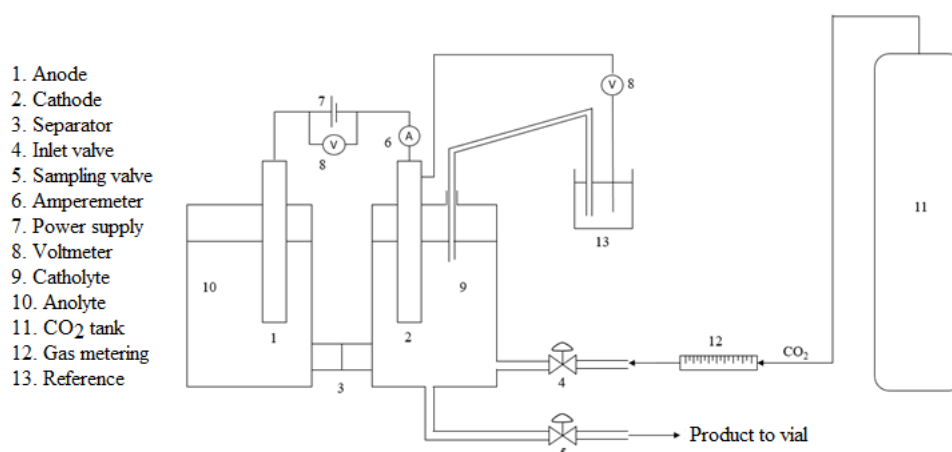 1. Anode
2. Cathode
3. Separator
4. Inlet valve
5. Sampling valve
6. Amperemeter
7. Power supply
8. Voltmeter
9. Catholyte
10. Anolyte
11. CO2 tank
12. Gas metering
13. Reference
7
V
8
6
A
V
8
10
1
2
9
13
3
4
12
CO2
11
Product to vial